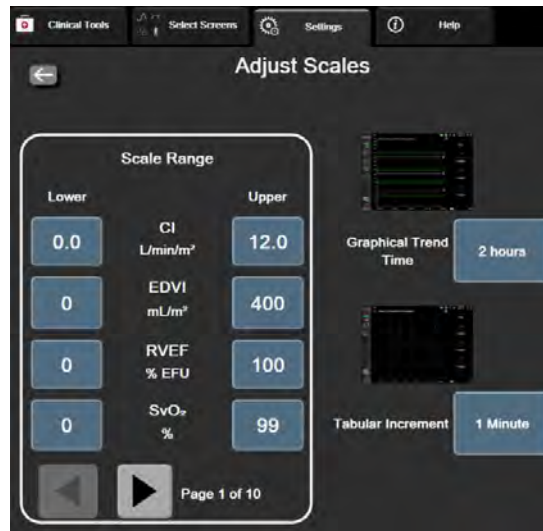 Clinical Tools Select Screens Settings Help
Adjust Scales
Scale Range
Lower Upper
0.0 CI L/min/m² 12.0
0 EDVI mL/m² 400
0 RVEF % EFU 100
0 SvO₂ % 99
Page 1 of 10
Graphical Trend
Time
2 hours
Tabular Increment 1 Minute